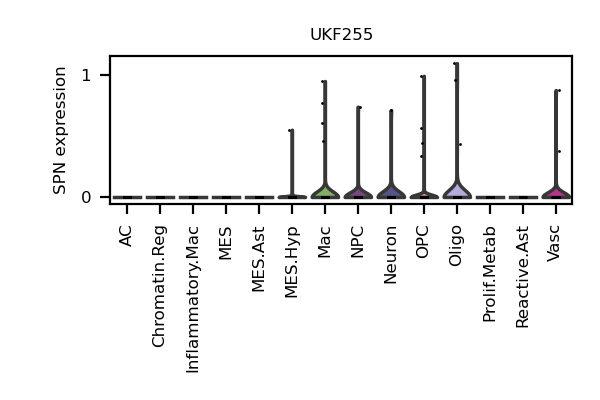 UKF255
SPN expression
1
0
AC
Chromatin.Reg
Inflammatory.Mac
MES
MES.Ast
MES.Hyp
Mac
NPC
Neuron
OPC
Oligo
Prolif.Metab
Reactive.Ast
Vasc